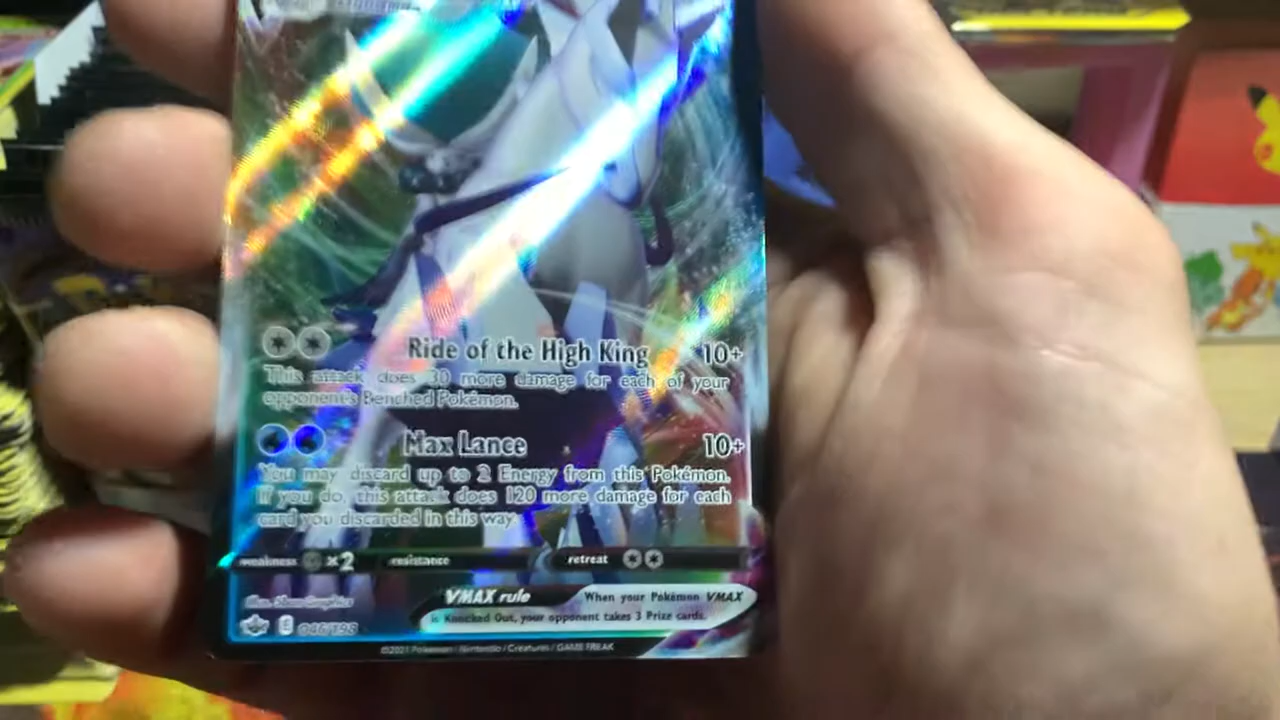 Ride of the High King 10+
This attack does 30 more damage for each of your
opponent's Benched Pokémon.
Max Lance 10+
You may discard up to 2 Energy from this Pokémon.
If you do, this attack does 120 more damage for each
card you discarded in this way.
weakness ×2 resistance retreat
VMAX rule When your Pokémon VMAX
is Knocked Out, your opponent takes 3 Prize cards.
Illus. 5ban Graphics
E 046/198
©2021 Pokémon / Nintendo / Creatures / GAME FREAK